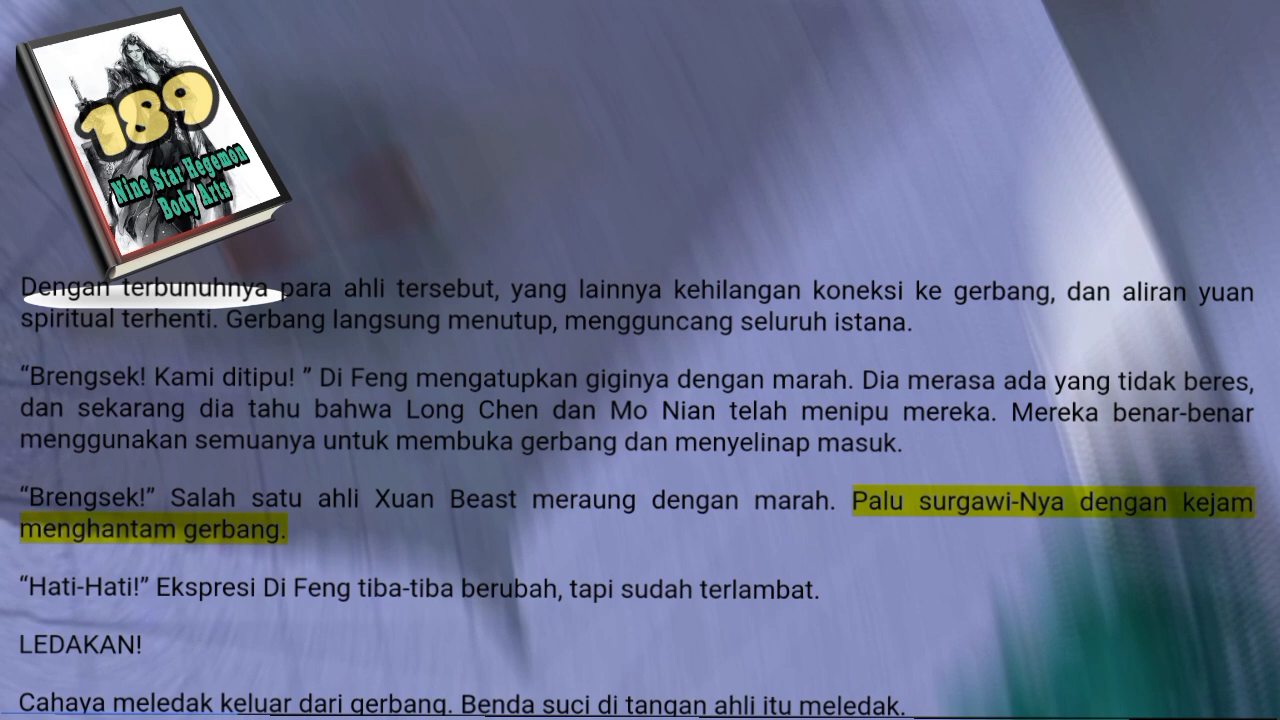 189
Nine Star Hegemon
Body Arts
Dengan terbunuhnya para ahli tersebut, yang lainnya kehilangan koneksi ke gerbang, dan aliran yuan
spiritual terhenti. Gerbang langsung menutup, mengguncang seluruh istana.
“Brengsek! Kami ditipu! ” Di Feng mengatupkan giginya dengan marah. Dia merasa ada yang tidak beres,
dan sekarang dia tahu bahwa Long Chen dan Mo Nian telah menipu mereka. Mereka benar-benar
menggunakan semuanya untuk membuka gerbang dan menyelinap masuk.
“Brengsek!” Salah satu ahli Xuan Beast meraung dengan marah. Palu surgawi-Nya dengan kejam
menghantam gerbang.
“Hati-Hati!” Ekspresi Di Feng tiba-tiba berubah, tapi sudah terlambat.
LEDAKAN!
Cahaya meledak keluar dari gerbang. Benda suci di tangan ahli itu meledak.